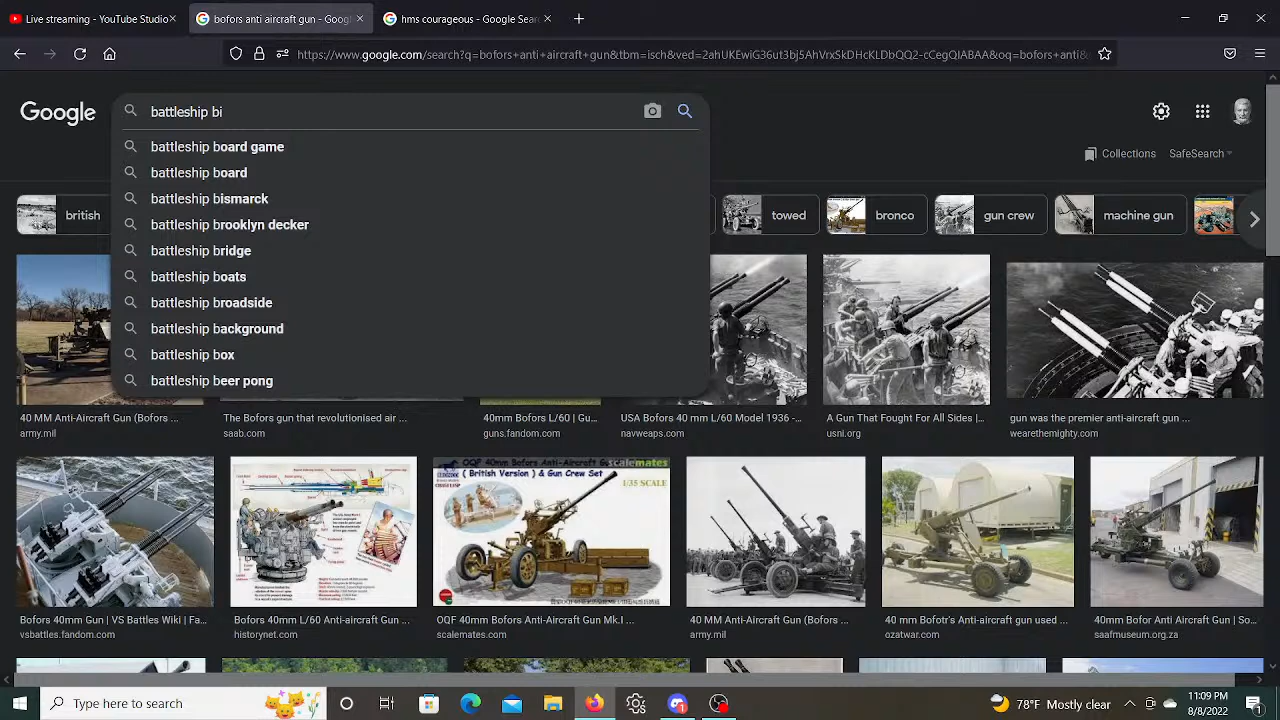 Live streaming - YouTube Studio
bofors anti aircraft gun - Googl
hms courageous - Google Sear
https://www.google.com/search?q=bofors+anti+aircraft+gun&tbm=isch&ved=2ahUKEwiG36ut3bj5AhVrxSkDHcKLDbQQ2-cCegQIABAA&oq=bofors+anti&
Google
battleship bi
battleship board game
battleship board
battleship bismarck
battleship brooklyn decker
battleship bridge
battleship boats
battleship broadside
battleship background
battleship box
battleship beer pong
Collections SafeSearch
british
towed
bronco
gun crew
machine gun
40 MM Anti-Aircraft Gun (Bofors ...
army.mil
The Bofors gun that revolutionised air ...
saab.com
40mm Bofors L/60 | Gu...
guns.fandom.com
USA Bofors 40 mm L/60 Model 1936 -...
navweaps.com
A Gun That Fought For All Sides | ...
usni.org
gun was the premier anti-aircraft gun ...
wearethemighty.com
OQF 40mm Bofors Anti-Aircraft Gu
scalemates
( British Version ) & Gun Crew Set
1/35 SCALE
Bofors 40mm Gun | VS Battles Wiki | Fa...
vsbattles.fandom.com
Bofors 40mm L/60 Anti-aircraft Gun ...
historynet.com
OQF 40mm Bofors Anti-Aircraft Gun Mk.I ...
scalemates.com
40 MM Anti-Aircraft Gun (Bofors ...
army.mil
40 mm Bofotr's Anti-aircraft gun used ...
ozatwar.com
40mm Bofor Anti Aircraft Gun | So...
saafmuseum.org.za
Type here to search
78°F Mostly clear
11:09 PM
8/8/2022